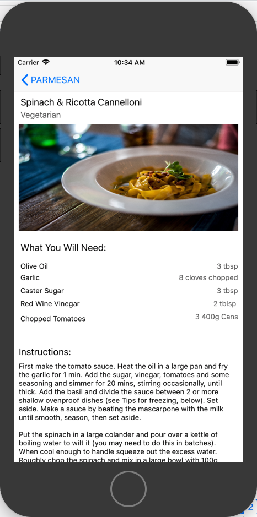 Carrier 10:34 AM
PARMESAN
Spinach & Ricotta Cannelloni
Vegetarian
What You Will Need:
Olive Oil 3 tbsp
Garlic 8 cloves chopped
Caster Sugar 3 tbsp
Red Wine Vinegar 2 tblsp
Chopped Tomatoes 3 400g Cans
Instructions:
First make the tomato sauce. Heat the oil in a large pan and fry
the garlic for 1 min. Add the sugar, vinegar, tomatoes and some
seasoning and simmer for 20 mins, stirring occasionally, until
thick. Add the basil and divide the sauce between 2 or more
shallow ovenproof dishes (see Tips for freezing, below). Set
aside. Make a sauce by beating the mascarpone with the milk
until smooth, season, then set aside.
Put the spinach in a large colander and pour over a kettle of
boiling water to wilt it (you may need to do this in batches).
When cool enough to handle squeeze out the excess water.
Roughly chop the spinach and mix in a large bowl with 100g